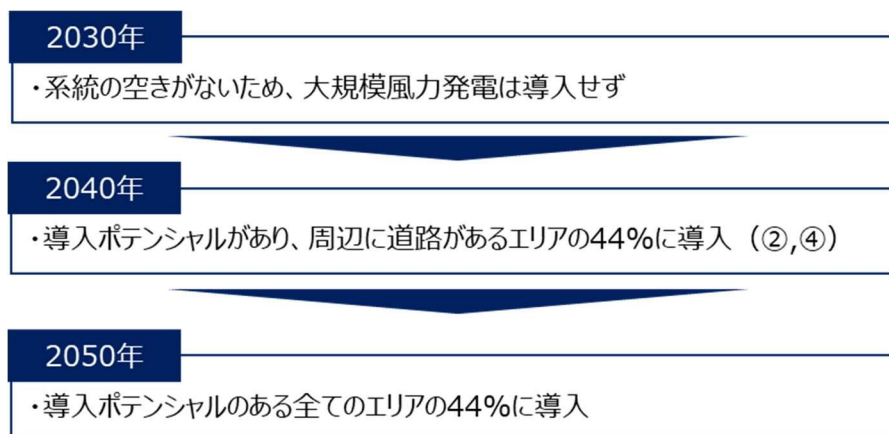 2030年
・系統の空きがないため、大規模風力発電は導入せず
2040年
・導入ポテンシャルがあり、周辺に道路があるエリアの44%に導入（②,④）
2050年
・導入ポテンシャルのある全てのエリアの44%に導入